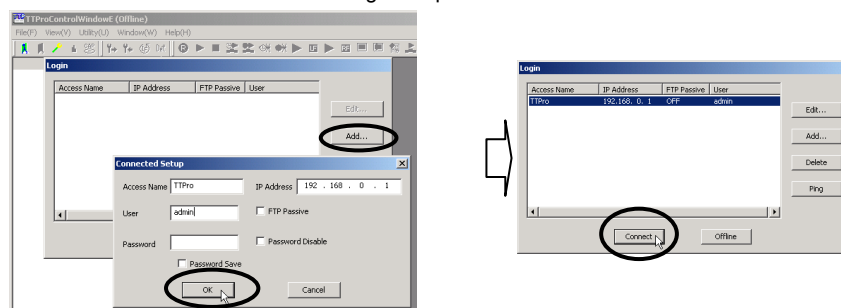 TTProControlWindowE (Offline)
File(F) View(V) Utility(U) Window(W) Help(H)
Login
Access Name IP Address FTP Passive User
Edit...
Add...
Connected Setup
Access Name TTPro IP Address 192 . 168 . 0 . 1
User admin FTP Passive
Password Password Disable
Password Save
OK Cancel
Login
Access Name IP Address FTP Passive User
TTPro 192.168. 0. 1 OFF admin
Edit...
Add...
Delete
Ping
Connect Offline